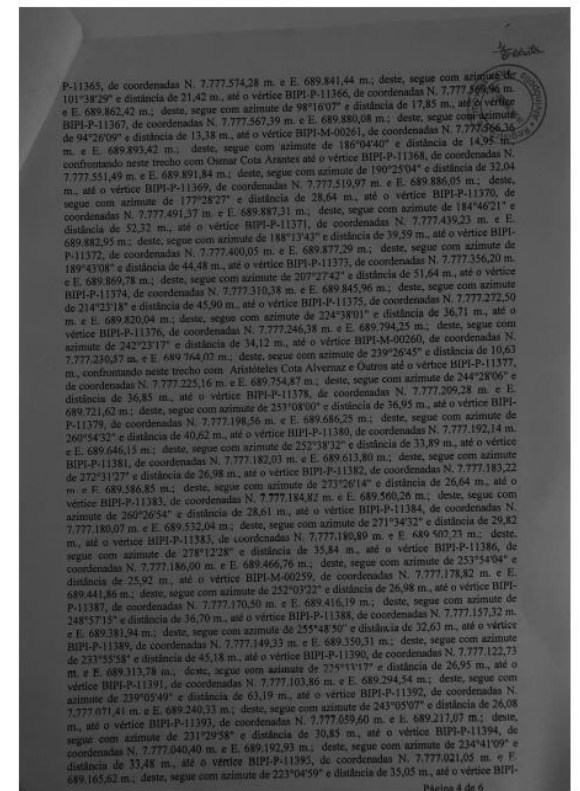 P-11365, de coordenadas N. 7.777.574,28 m. e E. 689.841,44 m.; deste, segue com azimute de
101°38'29" e distância de 21,42 m., até o vértice BIPI-P-11366, de coordenadas N. 7.777.569,96 m.
e E. 689.862,42 m.; deste, segue com azimute de 98°16'07" e distância de 17,85 m., até o vértice
BIPI-P-11367, de coordenadas N. 7.777.567,39 m. e E. 689.880,08 m.; deste, segue com azimute
de 94°26'09" e distância de 13,38 m., até o vértice BIPI-M-00261, de coordenadas N. 7.777.566,36
m. e E. 689.893,42 m.; deste, segue com azimute de 186°04'40" e distância de 14,95 m.,
confrontando neste trecho com Osmar Cota Arantes até o vértice BIPI-P-11368, de coordenadas N.
7.777.551,49 m. e E. 689.891,84 m.; deste, segue com azimute de 190°25'04" e distância de 32,04
m., até o vértice BIPI-P-11369, de coordenadas N. 7.777.519,97 m. e E. 689.886,05 m.; deste,
segue com azimute de 177°28'27" e distância de 28,64 m., até o vértice BIPI-P-11370, de
coordenadas N. 7.777.491,37 m. e E. 689.887,31 m.; deste, segue com azimute de 184°46'21" e
distância de 52,32 m., até o vértice BIPI-P-11371, de coordenadas N. 7.777.439,23 m. e E.
689.882,95 m.; deste, segue com azimute de 188°13'43" e distância de 39,59 m., até o vértice BIPI-
P-11372, de coordenadas N. 7.777.400,05 m. e E. 689.877,29 m.; deste, segue com azimute de
189°43'08" e distância de 44,48 m., até o vértice BIPI-P-11373, de coordenadas N. 7.777.356,20 m.
e E. 689.869,78 m.; deste, segue com azimute de 207°27'42" e distância de 51,64 m., até o vértice
BIPI-P-11374, de coordenadas N. 7.777.310,38 m. e E. 689.845,96 m.; deste, segue com azimute
de 214°23'18" e distância de 45,90 m., até o vértice BIPI-P-11375, de coordenadas N. 7.777.272,50
m. e E. 689.820,04 m.; deste, segue com azimute de 224°38'01" e distância de 36,71 m., até o
vértice BIPI-P-11376, de coordenadas N. 7.777.246,38 m. e E. 689.794,25 m.; deste, segue com
azimute de 242°23'17" e distância de 34,12 m., até o vértice BIPI-M-00260, de coordenadas N.
7.777.230,57 m. e E. 689.764,02 m.; deste, segue com azimute de 239°26'45" e distância de 10,63
m., confrontando neste trecho com Aristóteles Cota Alvernaz e Outros até o vértice BIPI-P-11377,
de coordenadas N. 7.777.225,16 m. e E. 689.754,87 m.; deste, segue com azimute de 244°28'06" e
distância de 36,85 m., até o vértice BIPI-P-11378, de coordenadas N. 7.777.209,28 m. e E.
689.721,62 m.; deste, segue com azimute de 253°08'00" e distância de 36,95 m., até o vértice BIPI-
P-11379, de coordenadas N. 7.777.198,56 m. e E. 689.686,25 m.; deste, segue com azimute de
260°54'32" e distância de 40,62 m., até o vértice BIPI-P-11380, de coordenadas N. 7.777.192,14 m.
e E. 689.646,15 m.; deste, segue com azimute de 252°38'32" e distância de 33,89 m., até o vértice
BIPI-P-11381, de coordenadas N. 7.777.182,03 m. e E. 689.613,80 m.; deste, segue com azimute
de 272°31'27" e distância de 26,98 m., até o vértice BIPI-P-11382, de coordenadas N. 7.777.183,22
m. e E. 689.586,85 m.; deste, segue com azimute de 273°26'14" e distância de 26,64 m., até o
vértice BIPI-P-11383, de coordenadas N. 7.777.184,82 m. e E. 689.560,26 m.; deste, segue com
azimute de 260°26'54" e distância de 28,61 m., até o vértice BIPI-P-11384, de coordenadas N.
7.777.180,07 m. e E. 689.532,04 m.; deste, segue com azimute de 271°34'32" e distância de 29,82
m., até o vértice BIPI-P-11385, de coordenadas N. 7.777.180,89 m. e E. 689.502,23 m.; deste,
segue com azimute de 278°12'28" e distância de 35,84 m., até o vértice BIPI-P-11386, de
coordenadas N. 7.777.186,00 m. e E. 689.466,76 m.; deste, segue com azimute de 253°54'04" e
distância de 25,92 m., até o vértice BIPI-M-00259, de coordenadas N. 7.777.178,82 m. e E.
689.441,86 m.; deste, segue com azimute de 252°03'22" e distância de 26,98 m., até o vértice BIPI-
P-11387, de coordenadas N. 7.777.170,50 m. e E. 689.416,19 m.; deste, segue com azimute de
248°57'15" e distância de 36,70 m., até o vértice BIPI-P-11388, de coordenadas N. 7.777.157,32 m.
e E. 689.381,94 m.; deste, segue com azimute de 255°48'50" e distância de 32,63 m., até o vértice
BIPI-P-11389, de coordenadas N. 7.777.149,33 m. e E. 689.350,31 m.; deste, segue com azimute
de 233°55'58" e distância de 45,18 m., até o vértice BIPI-P-11390, de coordenadas N. 7.777.122,73
m. e E. 689.313,78 m.; deste, segue com azimute de 225°33'17" e distância de 26,95 m., até o
vértice BIPI-P-11391, de coordenadas N. 7.777.103,86 m. e E. 689.294,54 m.; deste, segue com
azimute de 239°05'49" e distância de 63,19 m., até o vértice BIPI-P-11392, de coordenadas N.
7.777.071,41 m. e E. 689.240,33 m.; deste, segue com azimute de 243°05'07" e distância de 26,08
m., até o vértice BIPI-P-11393, de coordenadas N. 7.777.059,60 m. e E. 689.217,07 m.; deste,
segue com azimute de 231°29'58" e distância de 30,85 m., até o vértice BIPI-P-11394, de
coordenadas N. 7.777.040,40 m. e E. 689.192,93 m.; deste, segue com azimute de 234°41'09" e
distância de 33,48 m., até o vértice BIPI-P-11395, de coordenadas N. 7.777.021,05 m. e E.
689.165,62 m.; deste, segue com azimute de 223°04'59" e distância de 35,05 m., até o vértice BIPI-
Página 4 de 6